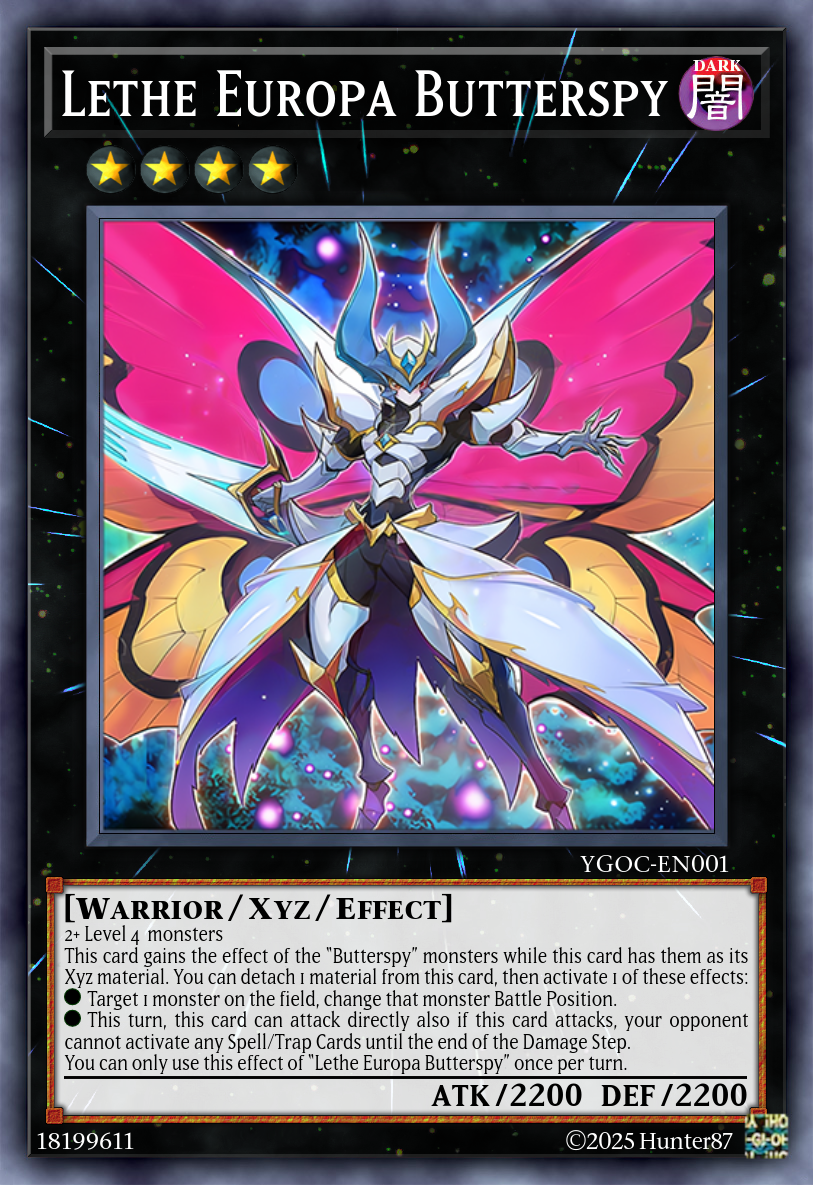 Lethe Europa Butterspy
DARK
闇
YGOC-EN001
[Warrior/Xyz/Effect]
2+ Level 4 monsters
This card gains the effect of the "Butterspy" monsters while this card has them as its
Xyz material. You can detach 1 material from this card, then activate 1 of these effects:
● Target 1 monster on the field, change that monster Battle Position.
● This turn, this card can attack directly also if this card attacks, your opponent
cannot activate any Spell/Trap Cards until the end of the Damage Step.
You can only use this effect of "Lethe Europa Butterspy" once per turn.
ATK/2200 DEF/2200
18199611
©2025 Hunter87